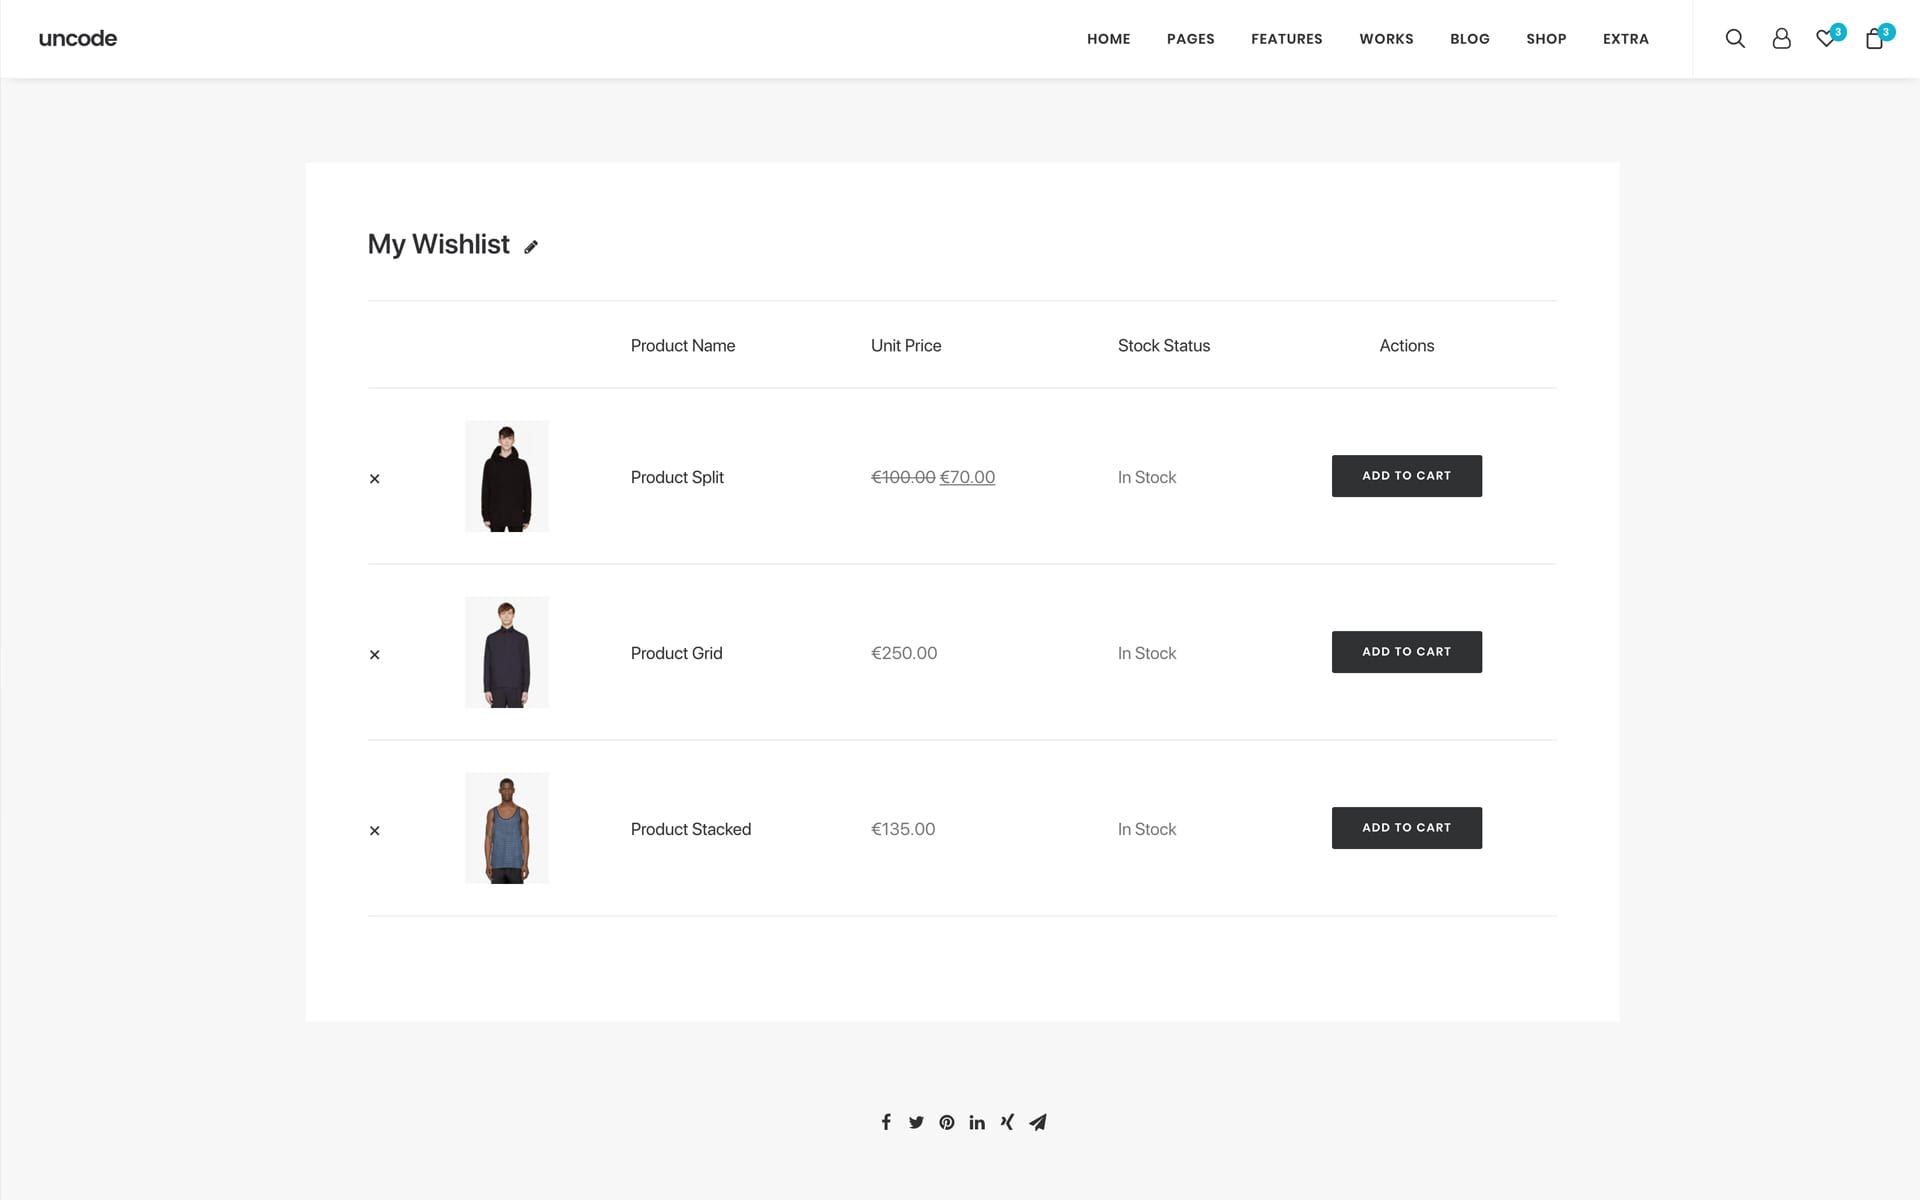 uncode
HOME PAGES FEATURES WORKS BLOG SHOP EXTRA 3 3
My Wishlist
Product Name Unit Price Stock Status Actions
× Product Split €100.00 €70.00 In Stock ADD TO CART
× Product Grid €250.00 In Stock ADD TO CART
× Product Stacked €135.00 In Stock ADD TO CART